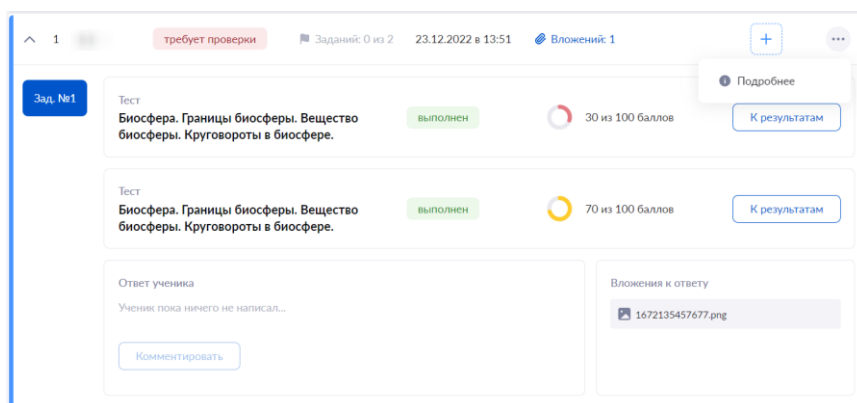 1 требует проверки Заданий: 0 из 2 23.12.2022 в 13:51 Вложений: 1 + ...
Подробнее
Зад. №1
Тест
Биосфера. Границы биосферы. Вещество
биосферы. Круговороты в биосфере.
выполнен 30 из 100 баллов К результатам
Тест
Биосфера. Границы биосферы. Вещество
биосферы. Круговороты в биосфере.
выполнен 70 из 100 баллов К результатам
Ответ ученика
Ученик пока ничего не написал...
Комментировать
Вложения к ответу
1672135457677.png